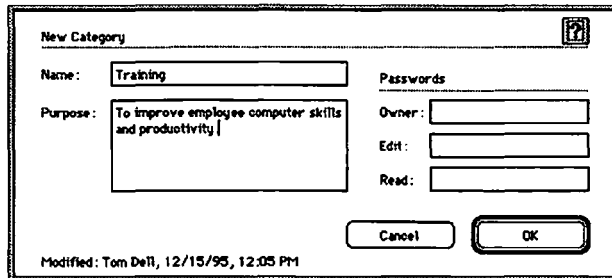 New Category
?
Name: Training
Purpose: To improve employee computer skills
and productivity
Passwords
Owner:
Edit:
Read:
Cancel
OK
Modified: Tom Dell, 12/15/95, 12:05 PM